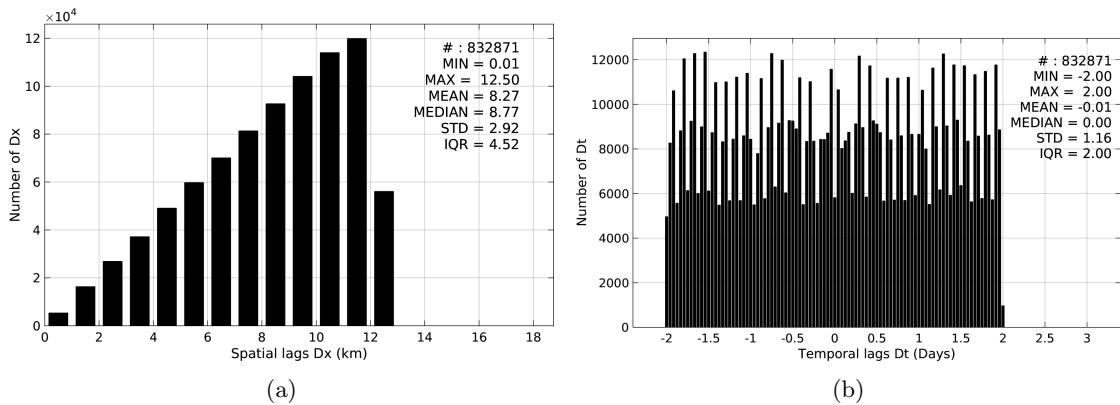 ×10⁴
12
10
8
6
4
2
0
0 2 4 6 8 10 12 14 16 18
Number of Dx
Spatial lags Dx (km)
# : 832871
MIN = 0.01
MAX = 12.50
MEAN = 8.27
MEDIAN = 8.77
STD = 2.92
IQR = 4.52
(a)
12000
10000
8000
6000
4000
2000
0
-2 -1.5 -1 -0.5 0 0.5 1 1.5 2 2.5 3
Number of Dt
Temporal lags Dt (Days)
# : 832871
MIN = -2.00
MAX = 2.00
MEAN = -0.01
MEDIAN = 0.00
STD = 1.16
IQR = 2.00
(b)